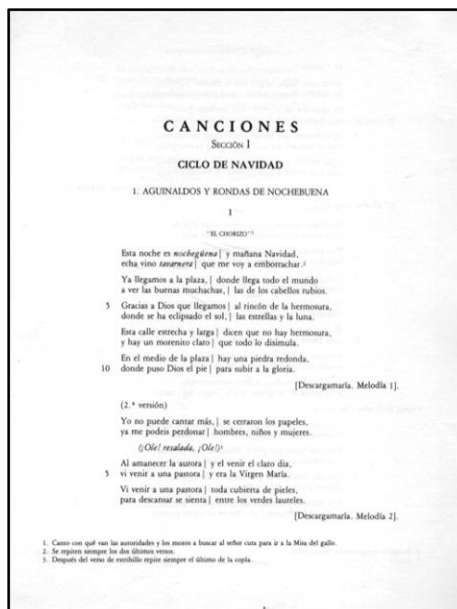 CANCIONES
SECCIÓN I
CICLO DE NAVIDAD
1. AGUINALDOS Y RONDAS DE NOCHEBUENA
1
"EL CHORIZO"¹
Esta noche es nochegüena | y mañana Navidad,
echa vino tavarnera | que me voy a emborrachar.²
Ya llegamos a la plaza, | donde llega todo el mundo
a ver las buenas muchachas, | las de los cabellos rubios.
5 Gracias a Dios que llegamos | al rincón de la hermosura,
donde se ha eclipsado el sol, | las estrellas y la luna.
Esta calle estrecha y larga | dicen que no hay hermosura,
y hay un morenito claro | que todo lo disimula.
En el medio de la plaza | hay una piedra redonda,
10 donde puso Dios el pie | para subir a la gloria.
[Descargamaría. Melodía 1].
(2.ª versión)
Yo no puede cantar más, | se cerraron los papeles,
ya me podeis perdonar | hombres, niños y mujeres.
(¡Ole! resalada, ¡Ole!)³
Al amanecer la aurora | y el venir el claro día,
5 vi venir a una pastora | y era la Virgen María.
Vi venir a una pastora | toda cubierta de pieles,
para descansar se sienta | entre los verdes laureles.
[Descargamaría. Melodía 2].
1. Canto con qué van las autoridades y los mozos a buscar al señor cura para ir a la Misa del gallo.
2. Se repiten siempre los dos últimos versos.
3. Después del verso de estribillo repite siempre el último de la copla.